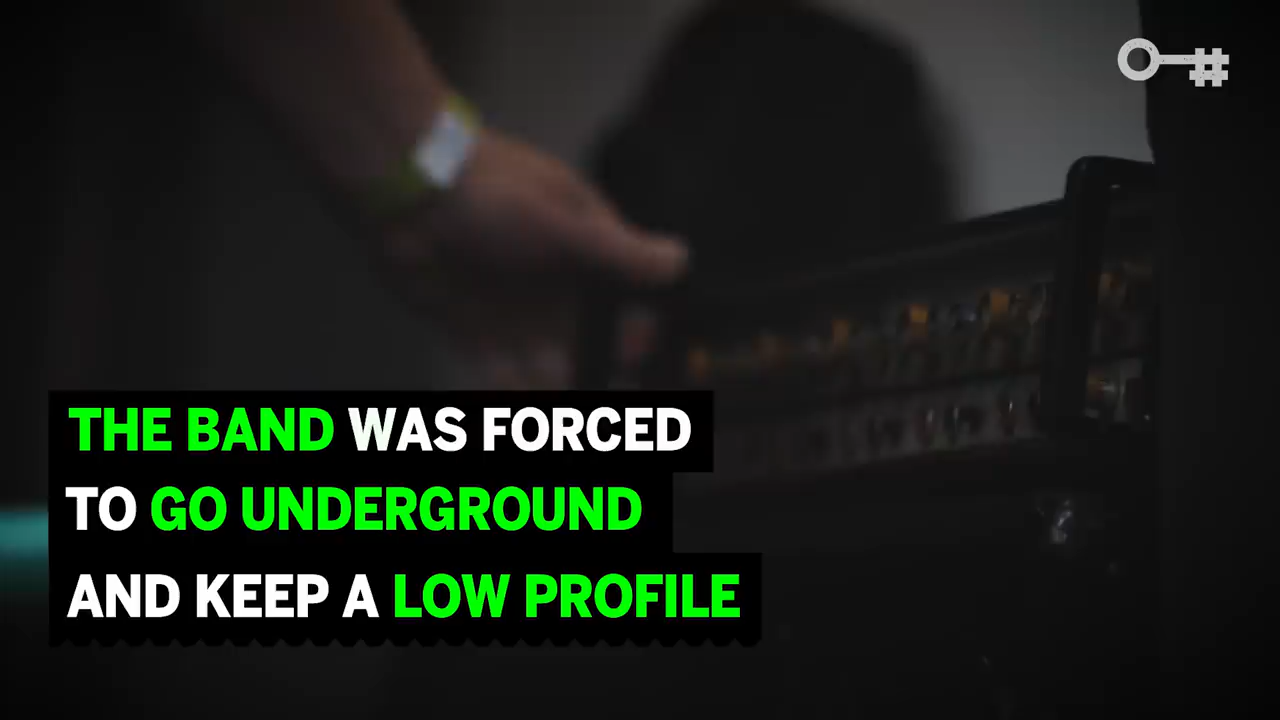 THE BAND WAS FORCED
TO GO UNDERGROUND
AND KEEP A LOW PROFILE